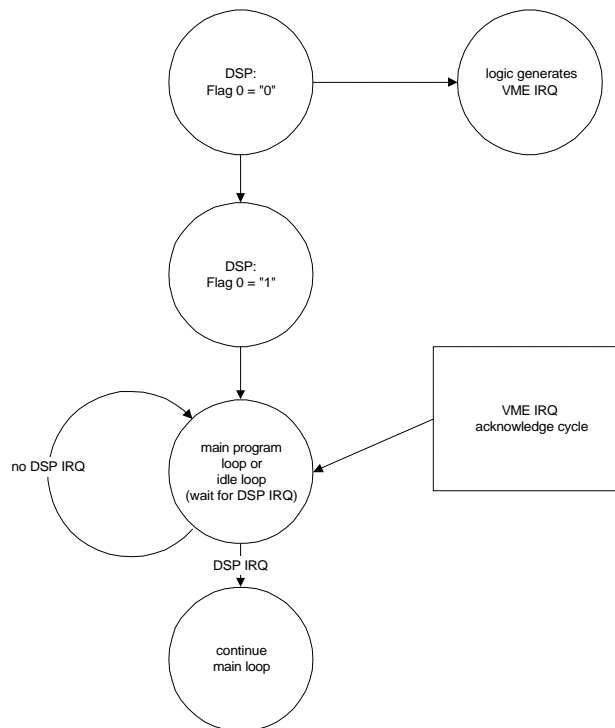 DSP:
Flag 0 = "0"
logic generates
VME IRQ
DSP:
Flag 0 = "1"
VME IRQ
acknowledge cycle
main program
loop or
idle loop
(wait for DSP IRQ)
no DSP IRQ
DSP IRQ
continue
main loop